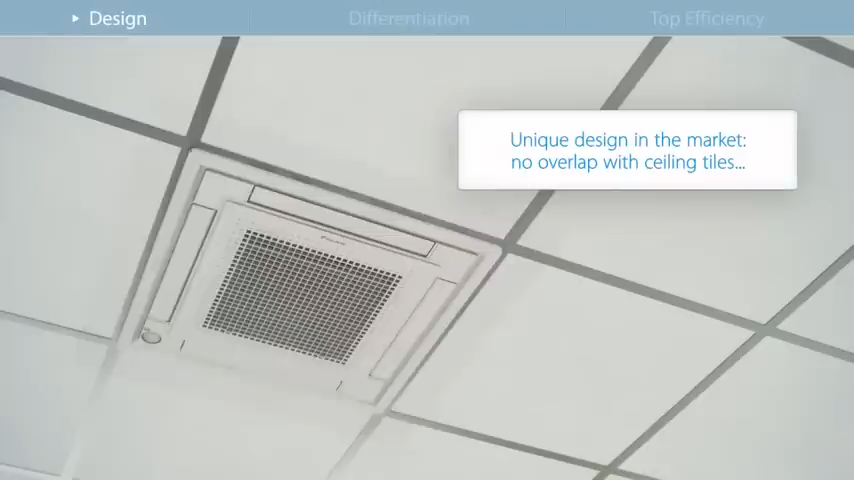 Design
Differentiation
Top Efficiency
Unique design in the market:
no overlap with ceiling tiles...